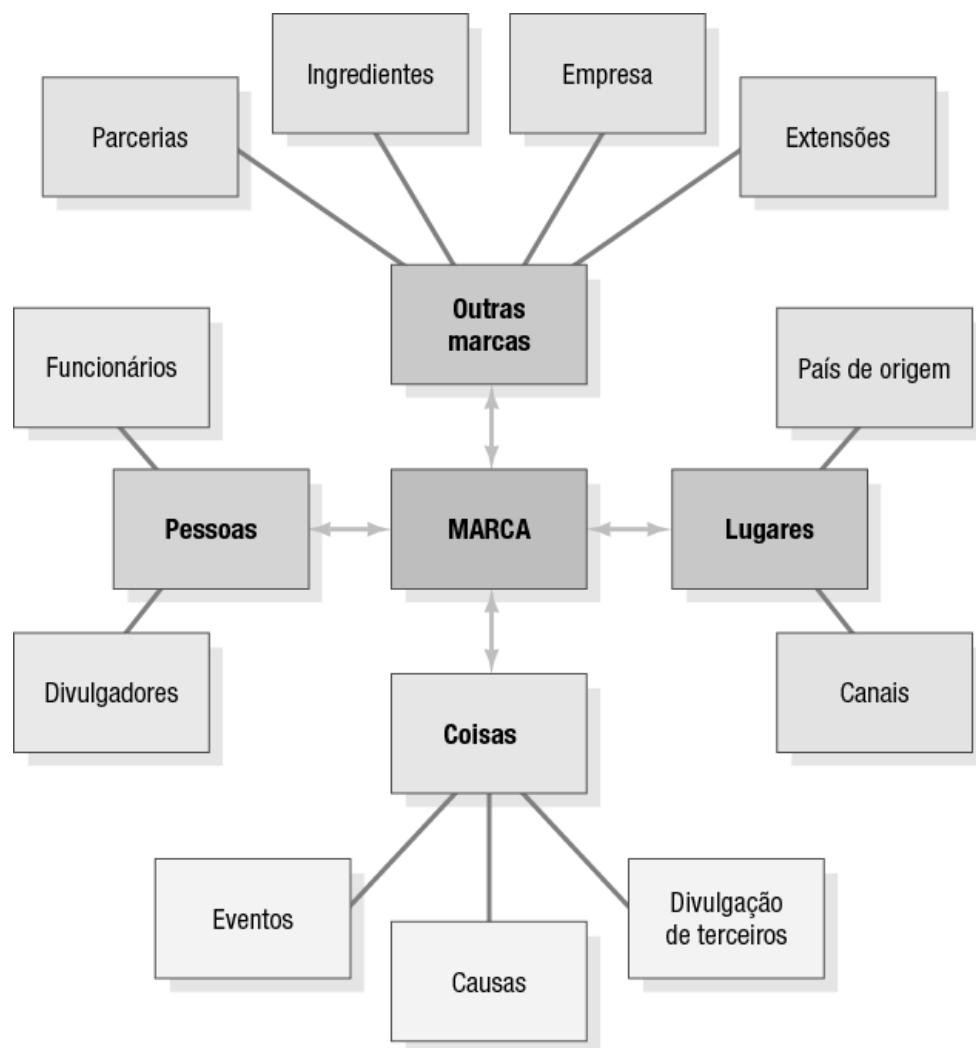 Ingredientes
Empresa
Parcerias
Extensões
Outras
marcas
Funcionários
País de origem
Pessoas
MARCA
Lugares
Divulgadores
Canais
Coisas
Eventos
Causas
Divulgação
de terceiros